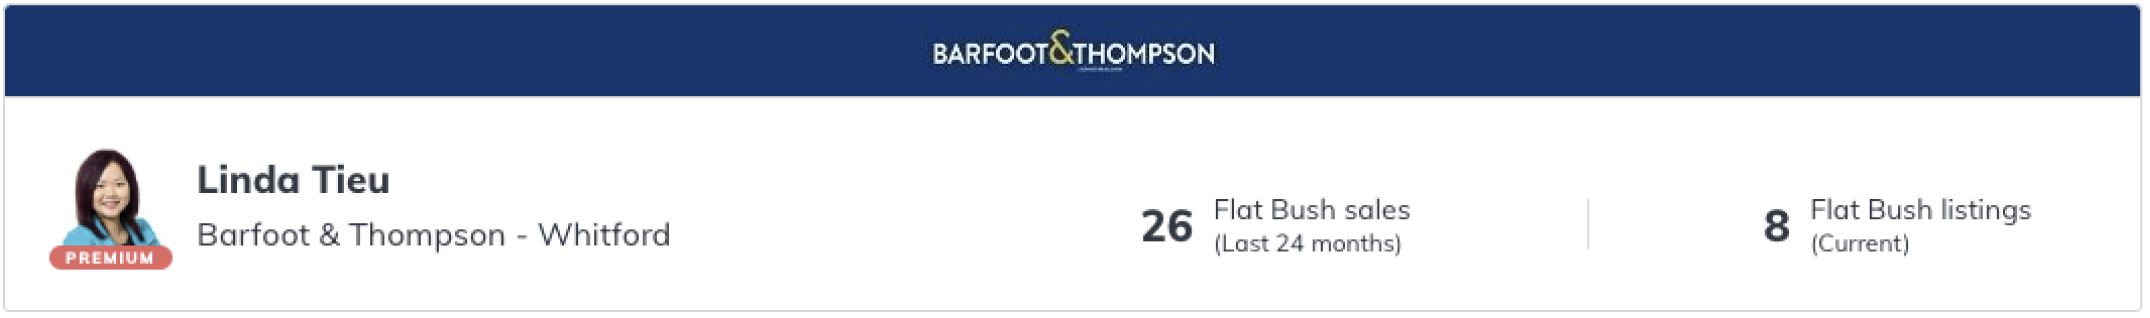 BARFOOT&THOMPSON
Linda Tieu
Barfoot & Thompson - Whitford
PREMIUM
26 Flat Bush sales
(Last 24 months)
8 Flat Bush listings
(Current)